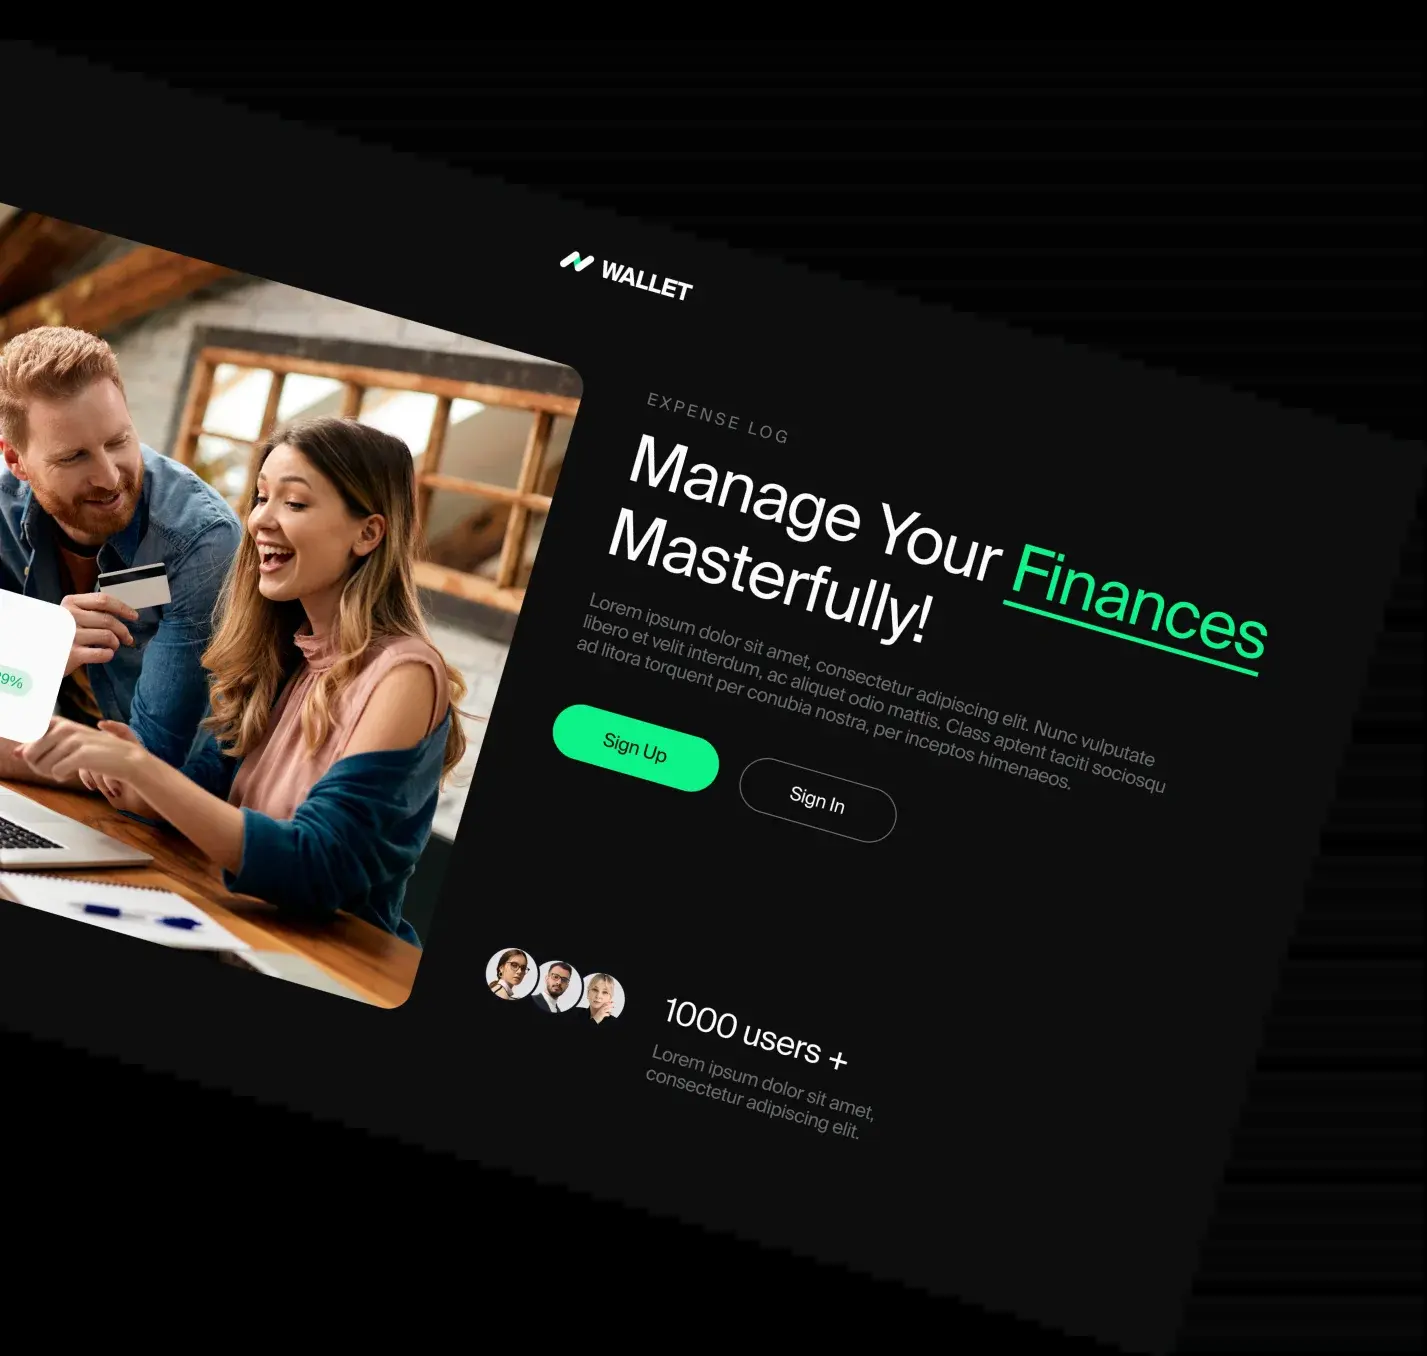 WALLET
EXPENSE LOG
Manage Your Finances
Masterfully!
Lorem ipsum dolor sit amet, consectetur adipiscing elit. Nunc vulputate
libero et velit interdum, ac aliquet odio mattis. Class aptent taciti sociosqu
ad litora torquent per conubia nostra, per inceptos himenaeos.
Sign Up
Sign In
1000 users +
Lorem ipsum dolor sit amet,
consectetur adipiscing elit.